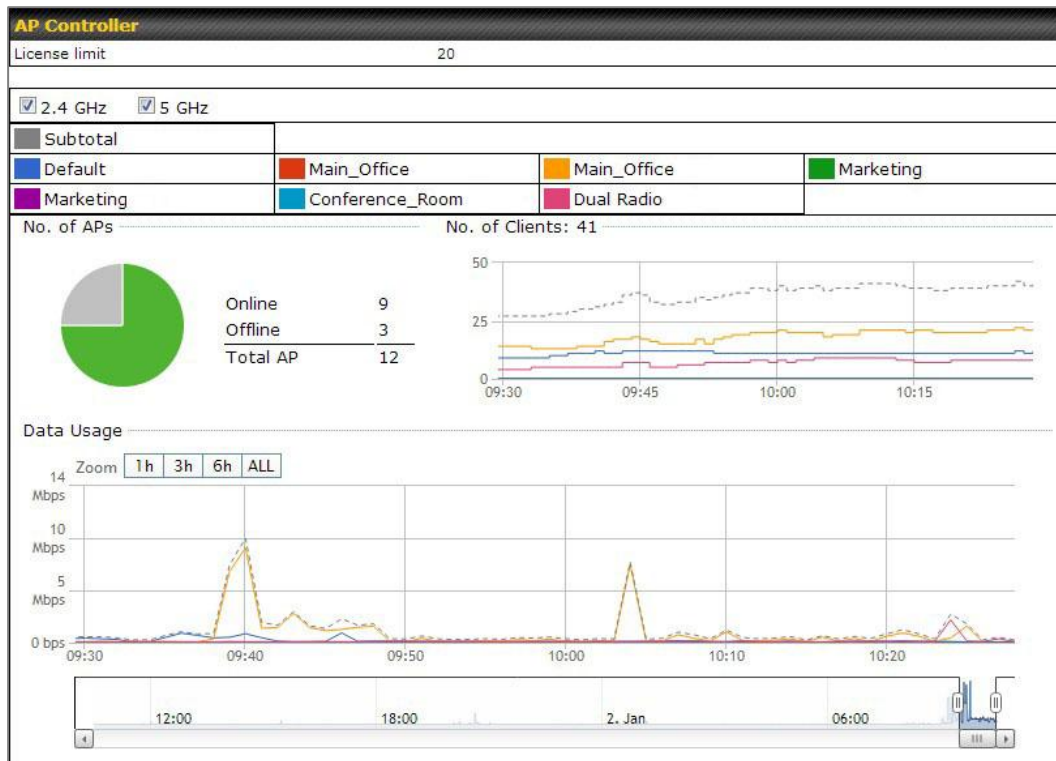 AP Controller
License limit 20
2.4 GHz 5 GHz
Subtotal
Default Main_Office Main_Office Marketing
Marketing Conference_Room Dual Radio
No. of APs No. of Clients: 41
Online 9
Offline 3
Total AP 12
50
25
0
09:30 09:45 10:00 10:15
Data Usage
Zoom 1h 3h 6h ALL
14 Mbps
10 Mbps
5 Mbps
0 bps
09:30 09:40 09:50 10:00 10:10 10:20
12:00 18:00 2. Jan 06:00